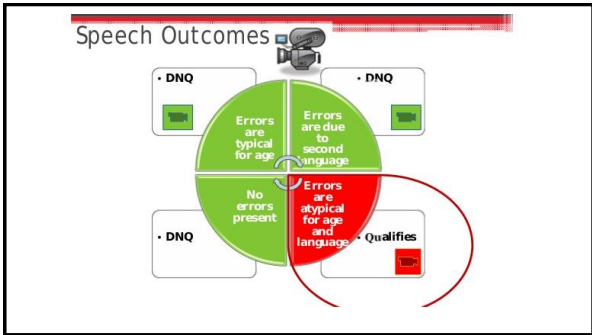 Speech Outcomes
• DNQ
• DNQ
Errors
are
typical
for age
Errors
are due
to
second
language
No
errors
present
Errors
are
atypical
for age
and
language
• DNQ
• Qualifies